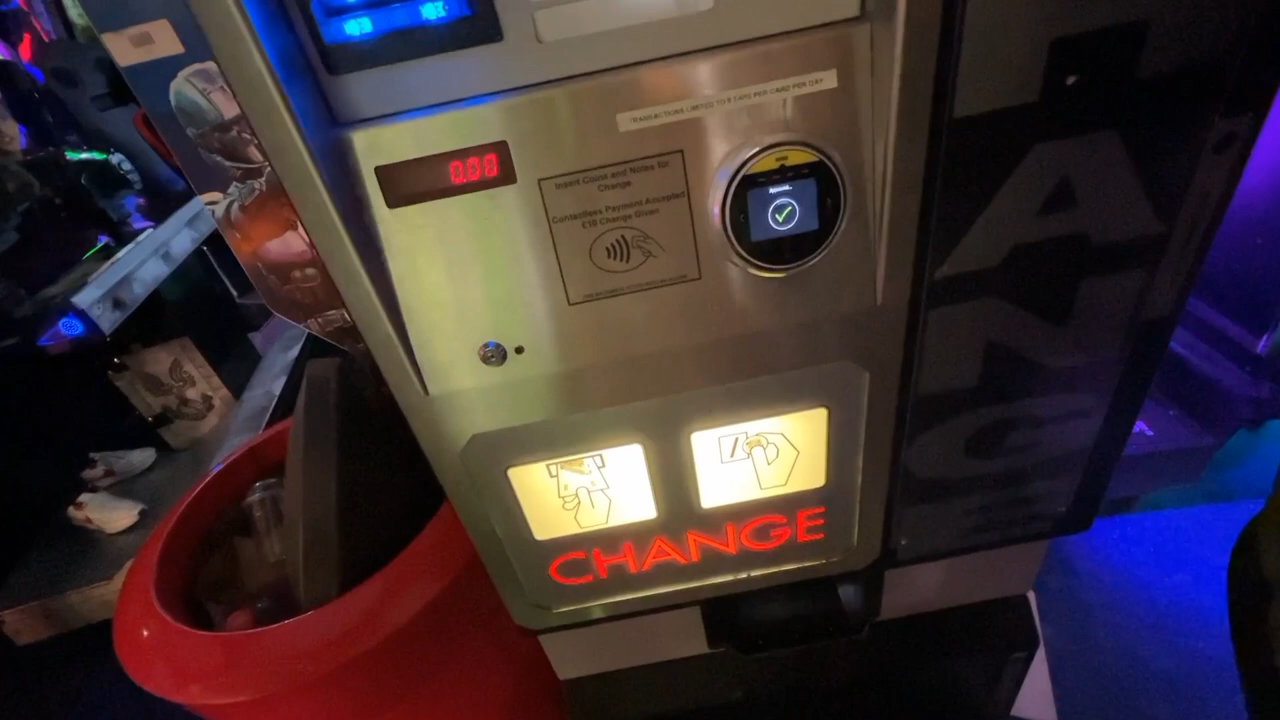 TRANSACTIONS LIMITED TO 5 TAPS PER CARD PER DAY
0.00
Insert Coins and Notes for
Change
Contactless Payment Accepted
£10 Change Given
Approved...
CHANGE